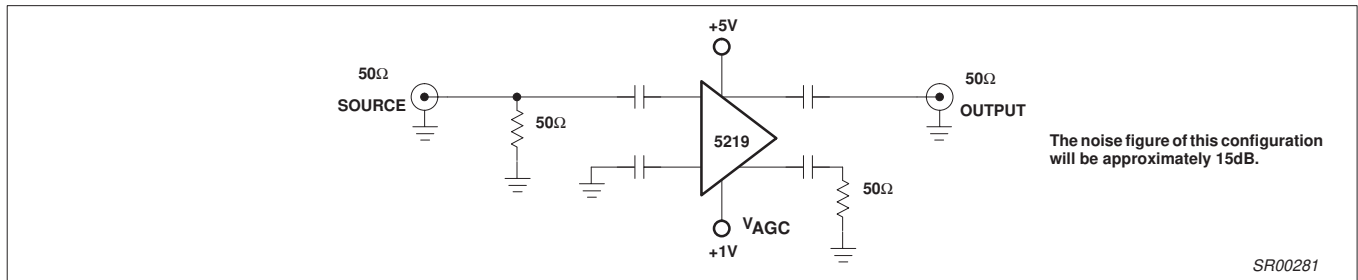 +5V
50Ω
SOURCE
50Ω
5219
50Ω
OUTPUT
50Ω
VAGC
+1V
The noise figure of this configuration
will be approximately 15dB.
SR00281